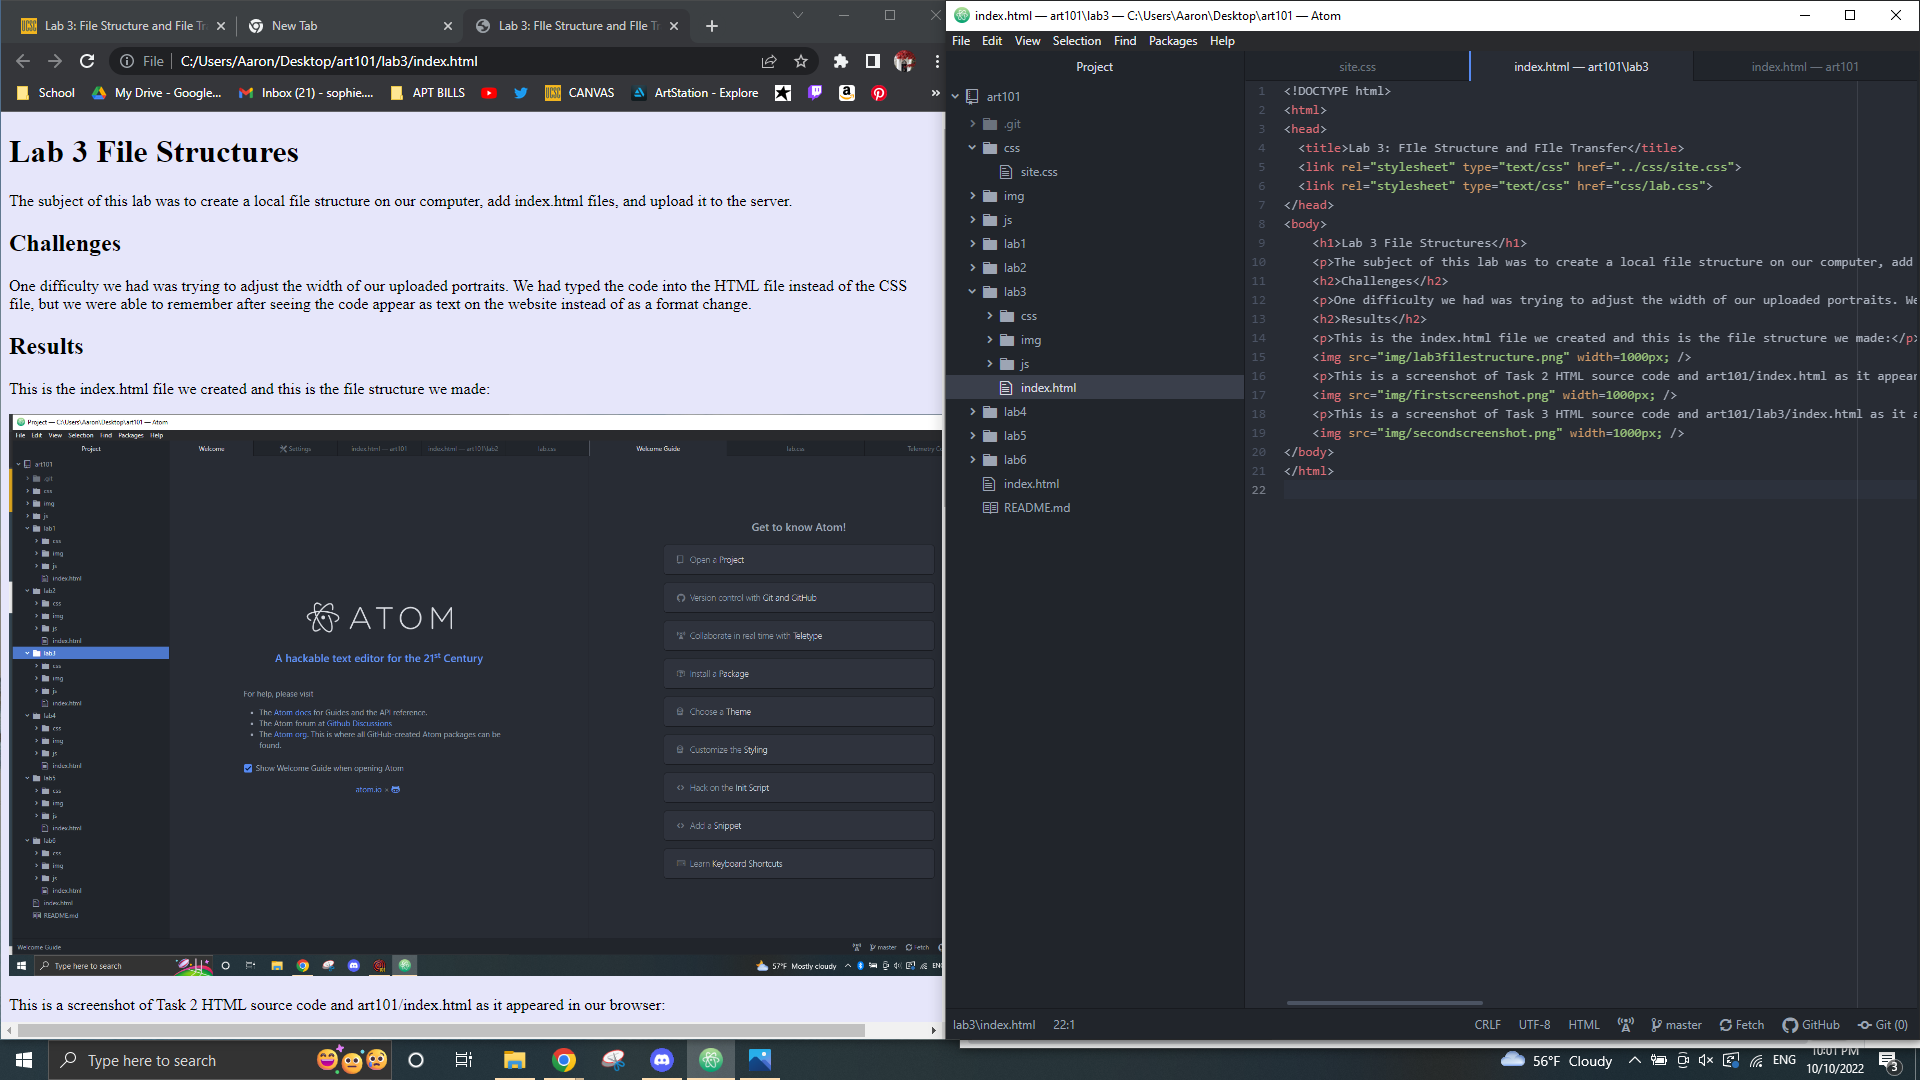 Lab 3: FIle Structure and FIle Tr
New Tab
Lab 3: FIle Structure and FIle Tr
File
C:/Users/Aaron/Desktop/art101/lab3/index.html
School
My Drive - Google...
Inbox (21) - sophie....
APT BILLS
CANVAS
ArtStation - Explore
»
Lab 3 File Structures
The subject of this lab was to create a local file structure on our computer, add index.html files, and upload it to the server.
Challenges
One difficulty we had was trying to adjust the width of our uploaded portraits. We had typed the code into the HTML file instead of the CSS
file, but we were able to remember after seeing the code appear as text on the website instead of as a format change.
Results
This is the index.html file we created and this is the file structure we made:
Project — C:\Users\Aaron\Desktop\art101 — Atom
File Edit View Selection Find Packages Help
Project
Welcome
Settings
index.html — art101
index.html — art101\lab2
lab.css
Welcome Guide
lab.css
Telemetry Co
art101
.git
css
img
js
lab1
css
img
js
index.html
lab2
css
img
js
index.html
lab3
css
img
js
index.html
lab4
css
img
js
index.html
lab5
css
img
js
index.html
lab6
css
img
js
index.html
index.html
README.md
ATOM
A hackable text editor for the 21st Century
For help, please visit
• The Atom docs for Guides and the API reference.
• The Atom forum at Github Discussions
• The Atom org. This is where all GitHub-created Atom packages can be
found.
Show Welcome Guide when opening Atom
atom.io ×
Get to know Atom!
Open a Project
Version control with Git and GitHub
Collaborate in real time with Teletype
Install a Package
Choose a Theme
Customize the Styling
Hack on the Init Script
Add a Snippet
Learn Keyboard Shortcuts
Welcome Guide
master
Fetch
Type here to search
57°F Mostly cloudy
This is a screenshot of Task 2 HTML source code and art101/index.html as it appeared in our browser:
index.html — art101\lab3 — C:\Users\Aaron\Desktop\art101 — Atom
File Edit View Selection Find Packages Help
Project
site.css
index.html — art101\lab3
index.html — art101
art101
.git
css
site.css
img
js
lab1
lab2
lab3
css
img
js
index.html
lab4
lab5
lab6
index.html
README.md
1 <!DOCTYPE html>
2 <html>
3 <head>
4 <title>Lab 3: FIle Structure and FIle Transfer</title>
5 <link rel="stylesheet" type="text/css" href="../css/site.css">
6 <link rel="stylesheet" type="text/css" href="css/lab.css">
7 </head>
8 <body>
9 <h1>Lab 3 File Structures</h1>
10 <p>The subject of this lab was to create a local file structure on our computer, add
11 <h2>Challenges</h2>
12 <p>One difficulty we had was trying to adjust the width of our uploaded portraits. We
13 <h2>Results</h2>
14 <p>This is the index.html file we created and this is the file structure we made:</p>
15 <img src="img/lab3filestructure.png" width=1000px; />
16 <p>This is a screenshot of Task 2 HTML source code and art101/index.html as it appear
17 <img src="img/firstscreenshot.png" width=1000px; />
18 <p>This is a screenshot of Task 3 HTML source code and art101/lab3/index.html as it a
19 <img src="img/secondscreenshot.png" width=1000px; />
20 </body>
21 </html>
22
lab3\index.html 22:1
CRLF UTF-8 HTML master Fetch GitHub Git (0)
Type here to search
56°F Cloudy
ENG
10:01 PM
10/10/2022
3